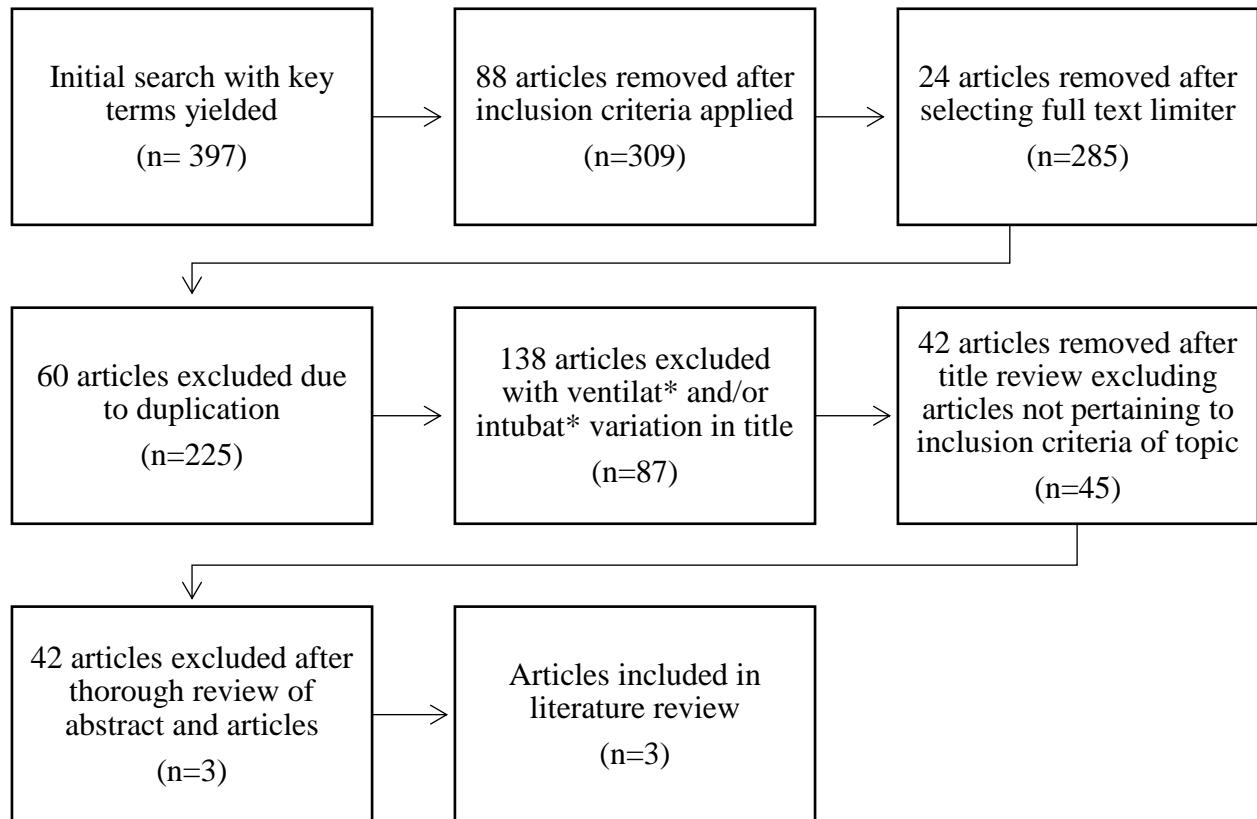 Initial search with key
terms yielded
(n= 397)
88 articles removed after
inclusion criteria applied
(n=309)
24 articles removed after
selecting full text limiter
(n=285)
60 articles excluded due
to duplication
(n=225)
138 articles excluded
with ventilat* and/or
intubat* variation in title
(n=87)
42 articles removed after
title review excluding
articles not pertaining to
inclusion criteria of topic
(n=45)
42 articles excluded after
thorough review of
abstract and articles
(n=3)
Articles included in
literature review
(n=3)